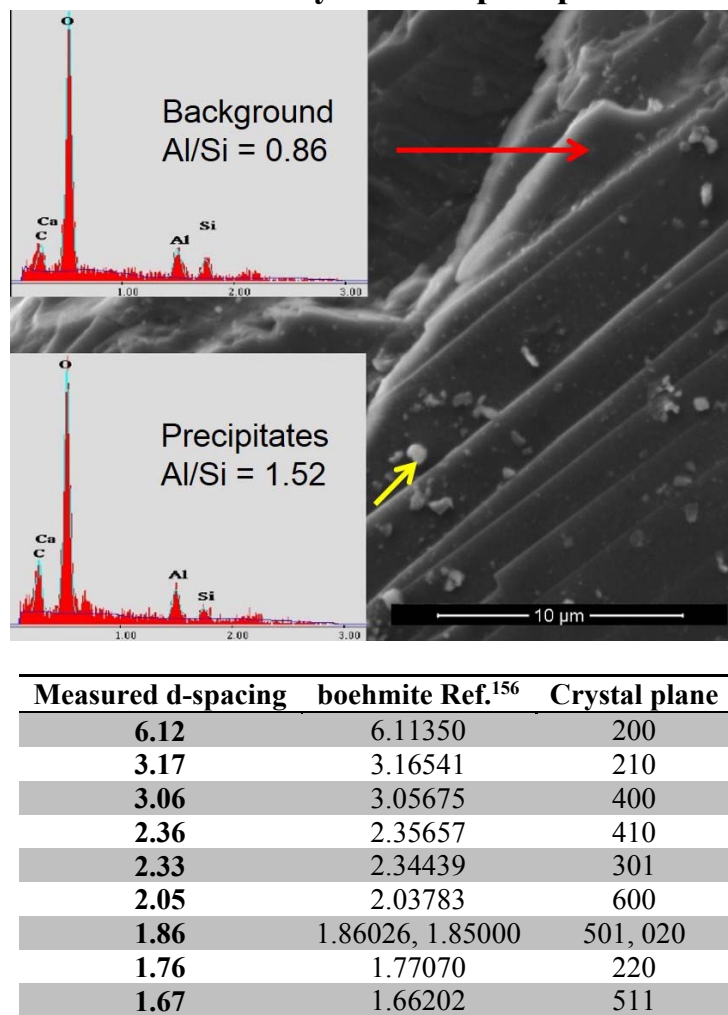 O
Background
Al/Si = 0.86
Ca
C
Al
Si
1.00 2.00 3.00
O
Precipitates
Al/Si = 1.52
Ca
C
Al
Si
1.00 2.00 3.00
10 µm
Measured d-spacing boehmite Ref.156 Crystal plane
6.12 6.11350 200
3.17 3.16541 210
3.06 3.05675 400
2.36 2.35657 410
2.33 2.34439 301
2.05 2.03783 600
1.86 1.86026, 1.85000 501, 020
1.76 1.77070 220
1.67 1.66202 511